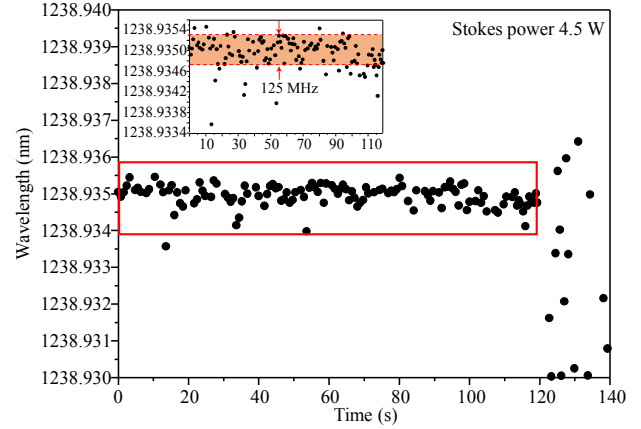 1238.940
1238.939
1238.938
1238.937
1238.936
1238.935
1238.934
1238.933
1238.932
1238.931
1238.930
Wavelength (nm)
Stokes power 4.5 W
1238.9354
1238.9350
1238.9346
1238.9342
1238.9338
1238.9334
125 MHz
10 30 50 70 90 110
0 20 40 60 80 100 120 140
Time (s)